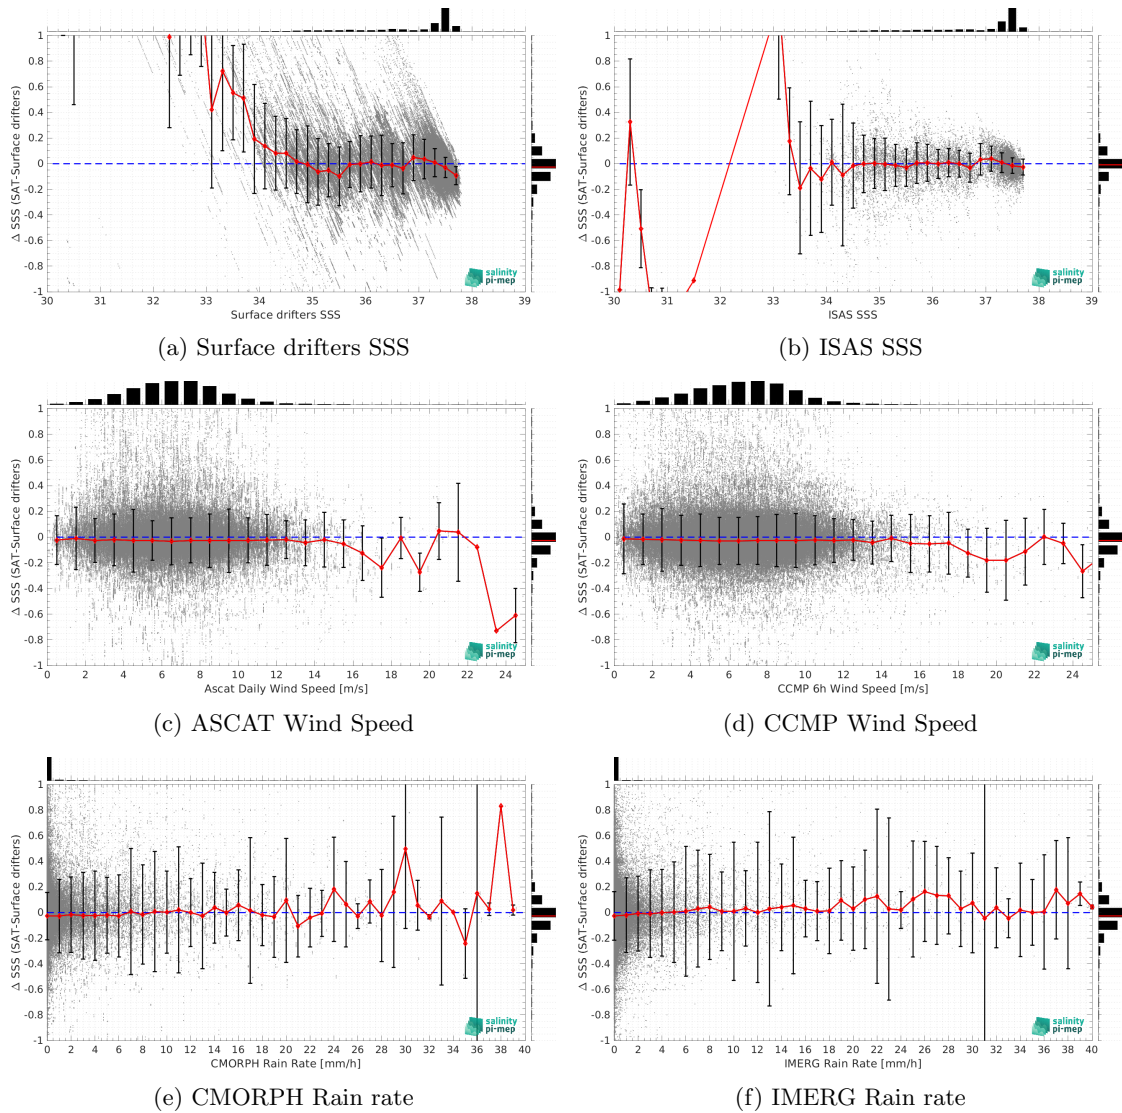 Δ SSS (SAT-Surface drifters)
1
0.8
0.6
0.4
0.2
0
-0.2
-0.4
-0.6
-0.8
-1
salinity
pi-mep
30 31 32 33 34 35 36 37 38 39
Surface drifters SSS
(a) Surface drifters SSS
Δ SSS (SAT-Surface drifters)
1
0.8
0.6
0.4
0.2
0
-0.2
-0.4
-0.6
-0.8
-1
salinity
pi-mep
30 31 32 33 34 35 36 37 38 39
ISAS SSS
(b) ISAS SSS
Δ SSS (SAT-Surface drifters)
1
0.8
0.6
0.4
0.2
0
-0.2
-0.4
-0.6
-0.8
-1
salinity
pi-mep
0 2 4 6 8 10 12 14 16 18 20 22 24
Ascat Daily Wind Speed [m/s]
(c) ASCAT Wind Speed
Δ SSS (SAT-Surface drifters)
1
0.8
0.6
0.4
0.2
0
-0.2
-0.4
-0.6
-0.8
-1
salinity
pi-mep
0 2 4 6 8 10 12 14 16 18 20 22 24
CCMP 6h Wind Speed [m/s]
(d) CCMP Wind Speed
Δ SSS (SAT-Surface drifters)
1
0.8
0.6
0.4
0.2
0
-0.2
-0.4
-0.6
-0.8
-1
salinity
pi-mep
0 2 4 6 8 10 12 14 16 18 20 22 24 26 28 30 32 34 36 38 40
CMORPH Rain Rate [mm/h]
(e) CMORPH Rain rate
Δ SSS (SAT-Surface drifters)
1
0.8
0.6
0.4
0.2
0
-0.2
-0.4
-0.6
-0.8
-1
salinity
pi-mep
0 2 4 6 8 10 12 14 16 18 20 22 24 26 28 30 32 34 36 38 40
IMERG Rain Rate [mm/h]
(f) IMERG Rain rate